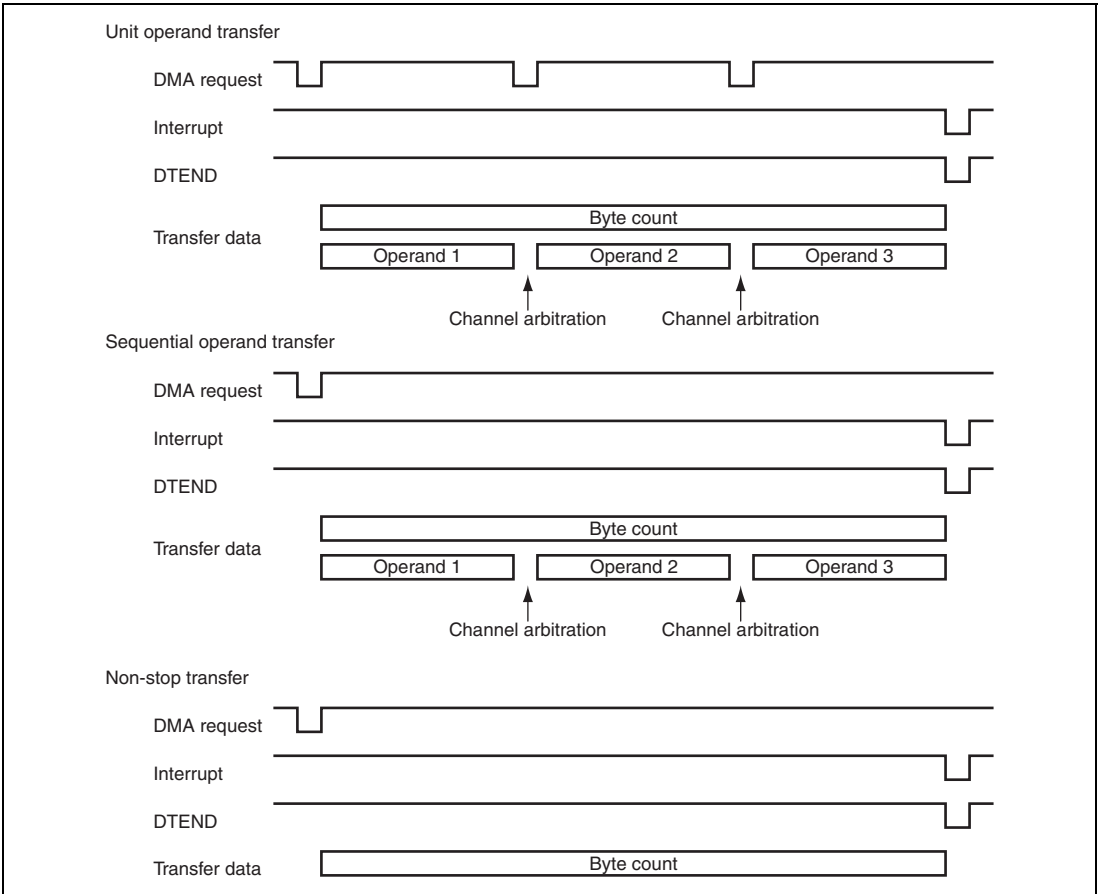 Unit operand transfer
DMA request
Interrupt
DTEND
Transfer data
Byte count
Operand 1 Operand 2 Operand 3
Channel arbitration Channel arbitration
Sequential operand transfer
DMA request
Interrupt
DTEND
Transfer data
Byte count
Operand 1 Operand 2 Operand 3
Channel arbitration Channel arbitration
Non-stop transfer
DMA request
Interrupt
DTEND
Transfer data Byte count